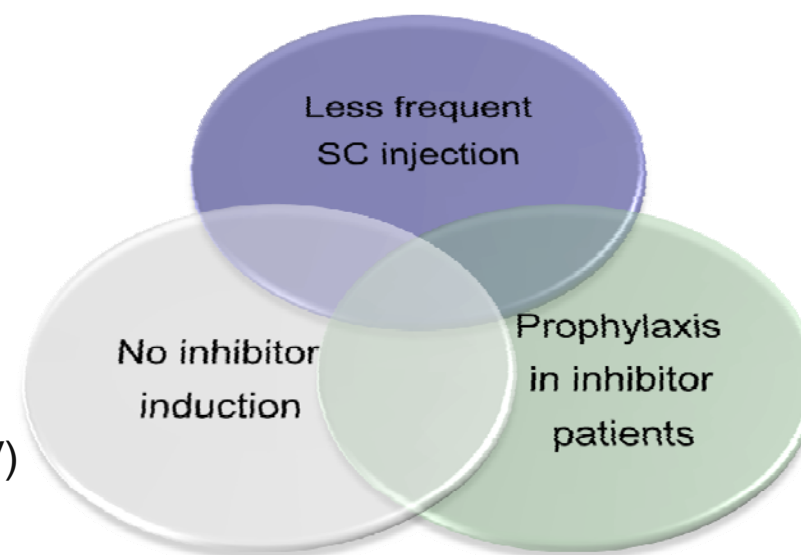 Less frequent
SC injection
No inhibitor
induction
Prophylaxis
in inhibitor
patients
)